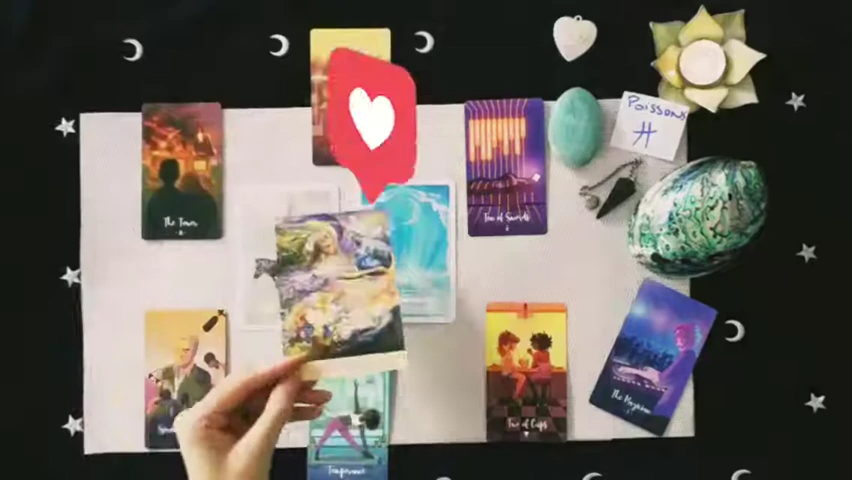 POISSONS
The Tower
Ten of Swords
Two of Cups
The Magician
Temperance